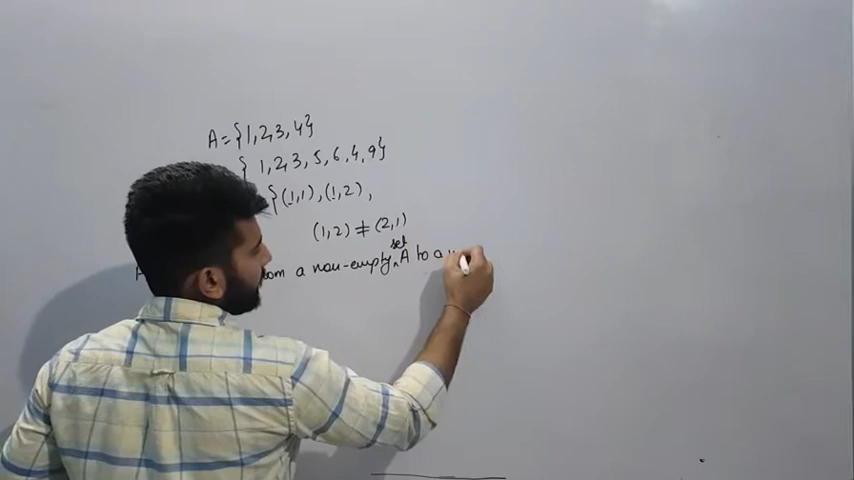 A = {1,2,3,4}
{ 1,2,3,5,6,4,9}
{(1,1),(1,2),
(1,2) ≠ (2,1)
a non-empty set A to a